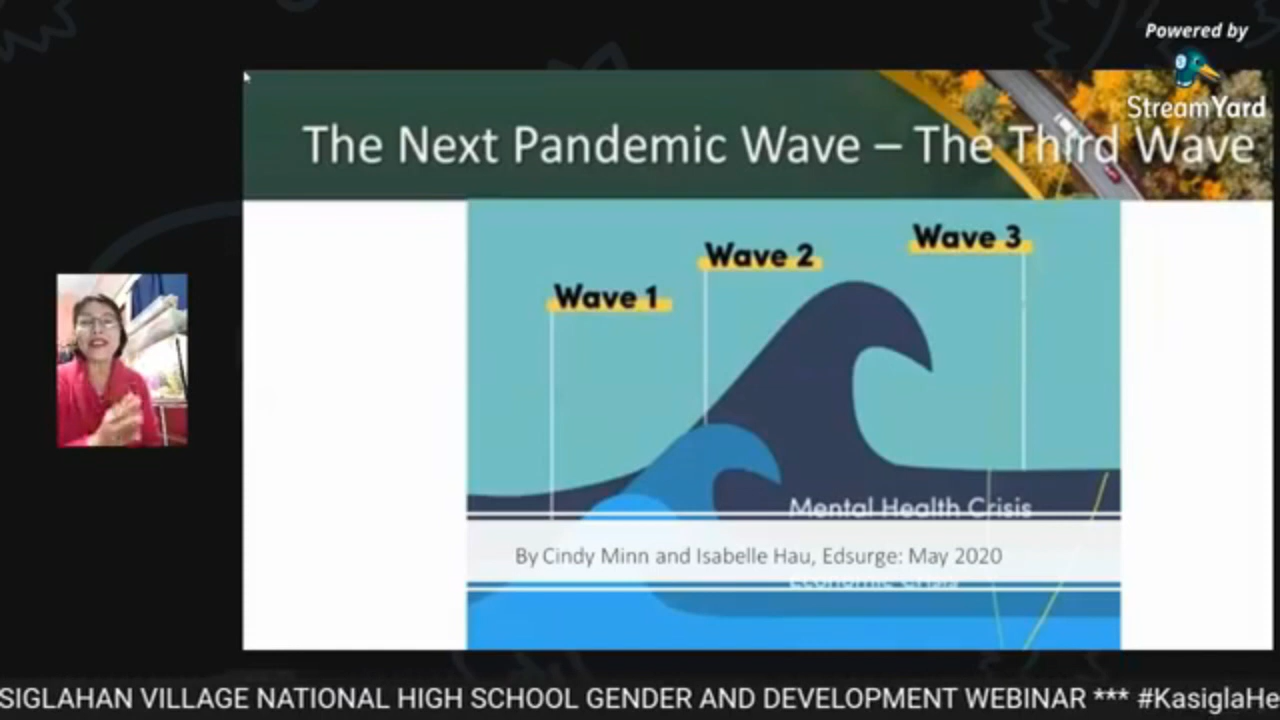 Powered by
StreamYard
The Next Pandemic Wave – The Third Wave
Wave 3
Wave 2
Wave 1
Mental Health Crisis
By Cindy Minn and Isabelle Hau, Edsurge: May 2020
Economic Crisis
SIGLAHAN VILLAGE NATIONAL HIGH SCHOOL GENDER AND DEVELOPMENT WEBINAR *** #KasiglaHe